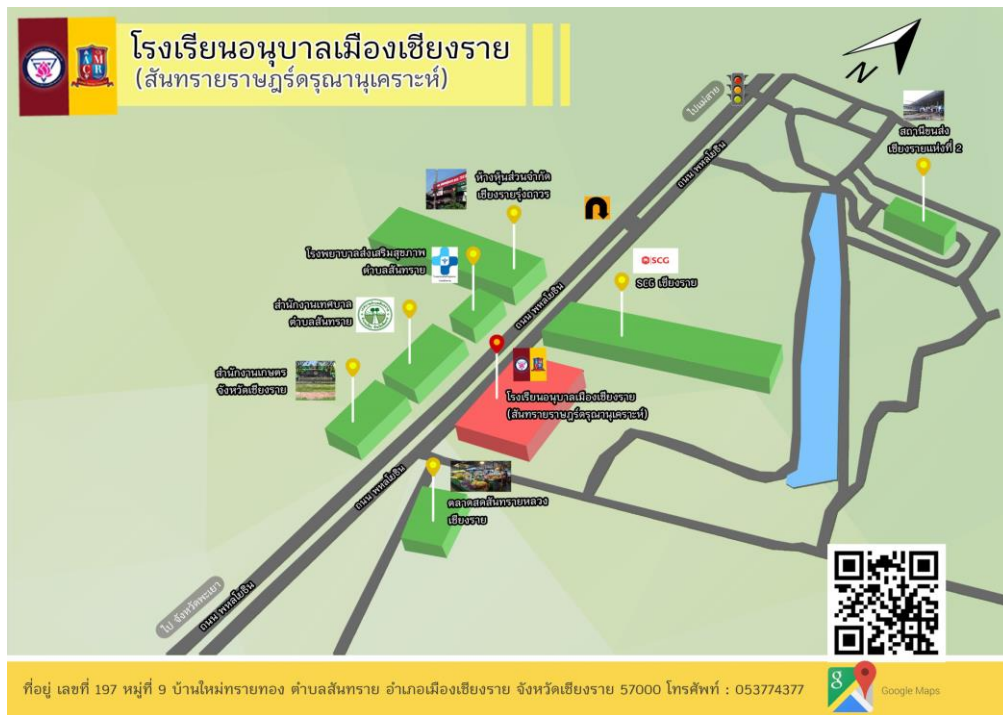 โรงเรียนอนุบาลเมืองเชียงราย
(สันทรายราษฎร์ดรุณานุเคราะห์)
N
ไปแม่สาย
ถนน พหลโยธิน
สถานีขนส่ง
เชียงรายแห่งที่ 2
ห้างหุ้นส่วนจำกัด
เชียงรายรุ่งถาวร
โรงพยาบาลส่งเสริมสุขภาพ
ตำบลสันทราย
SCG
SCG เชียงราย
สำนักงานเทศบาล
ตำบลสันทราย
ถนน พหลโยธิน
สำนักงานเกษตร
จังหวัดเชียงราย
โรงเรียนอนุบาลเมืองเชียงราย
(สันทรายราษฎร์ดรุณานุเคราะห์)
ถนน พหลโยธิน
ตลาดสดสันทรายหลวง
เชียงราย
ไป จังหวัดพะเยา
ถนน พหลโยธิน
ที่อยู่ เลขที่ 197 หมู่ที่ 9 บ้านใหม่ทรายทอง ตำบลสันทราย อำเภอเมืองเชียงราย จังหวัดเชียงราย 57000 โทรศัพท์ : 053774377
g
Google Maps